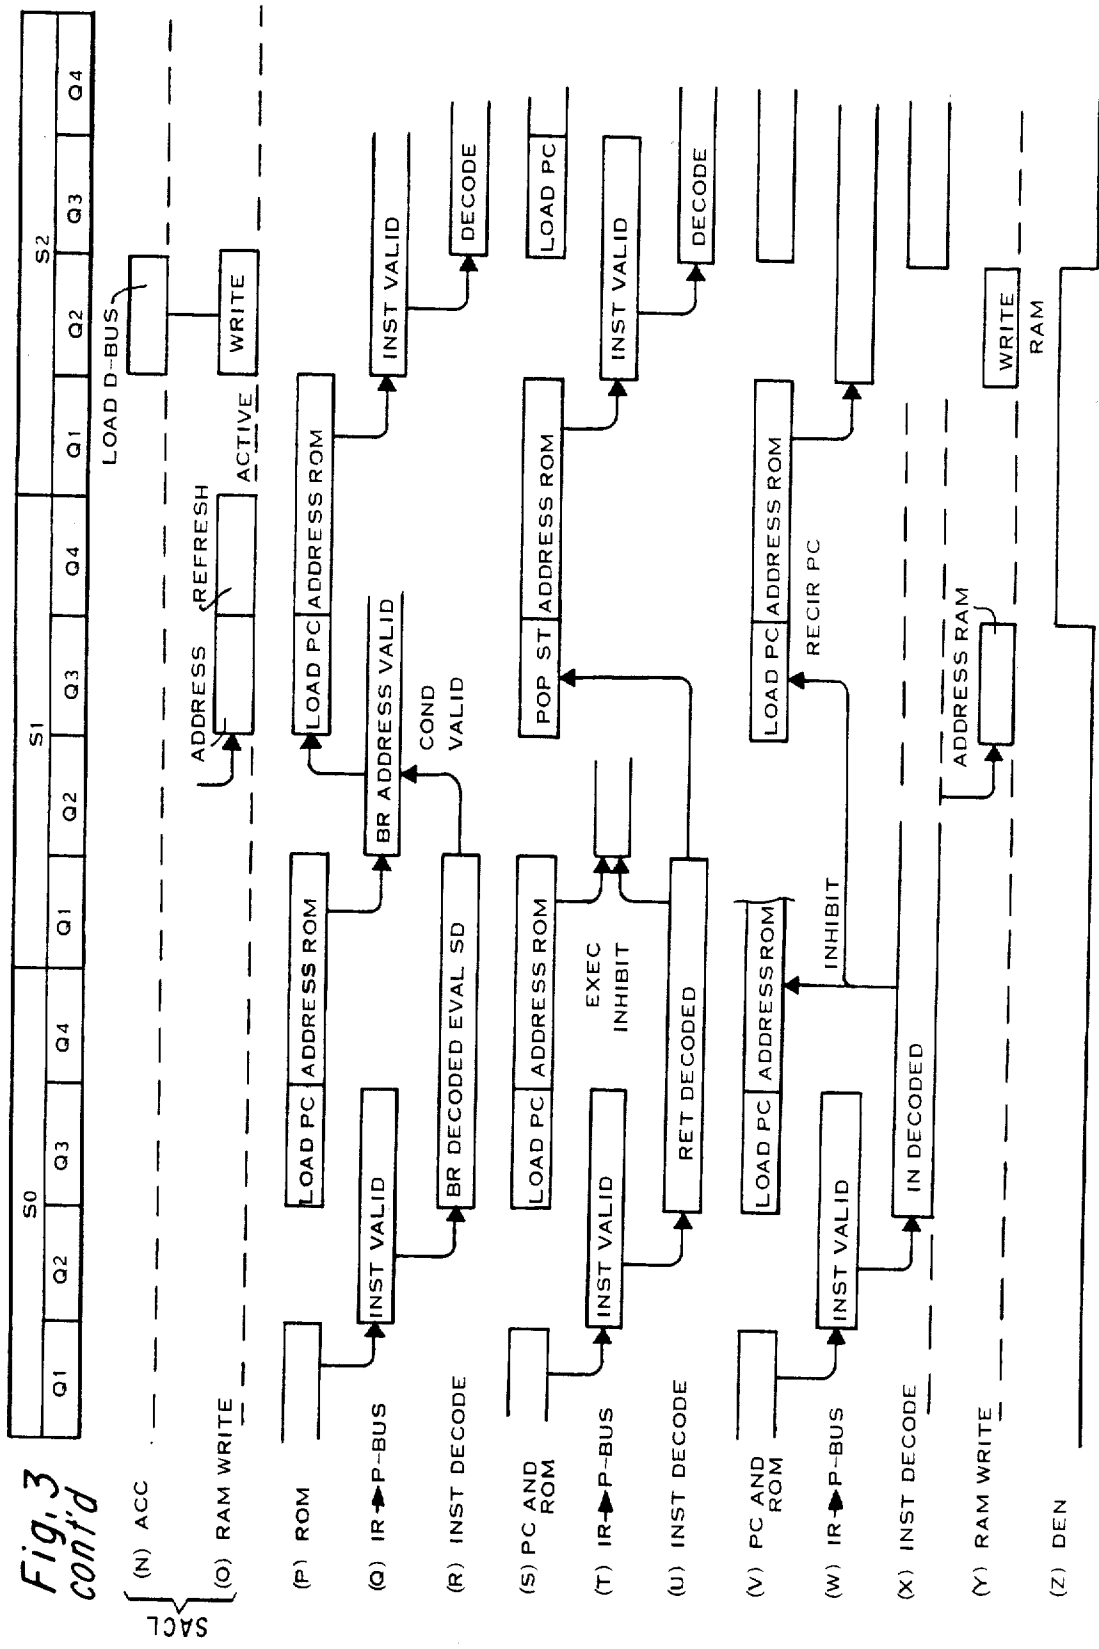 Fig. 3
cont'd
S0 S1 S2
Q1 Q2 Q3 Q4 Q1 Q2 Q3 Q4 Q1 Q2 Q3 Q4
SACL
(N) ACC
LOAD D-BUS
(O) RAM WRITE
ADDRESS REFRESH
ACTIVE
WRITE
(P) ROM
LOAD PC ADDRESS ROM
LOAD PC ADDRESS ROM
(Q) IR→P-BUS
INST VALID
BR ADDRESS VALID
INST VALID
(R) INST DECODE
BR DECODED EVAL SD
COND
VALID
DECODE
(S) PC AND
ROM
LOAD PC ADDRESS ROM
POP ST ADDRESS ROM
LOAD PC
(T) IR→P-BUS
INST VALID
EXEC
INHIBIT
INST VALID
(U) INST DECODE
RET DECODED
DECODE
(V) PC AND
ROM
LOAD PC ADDRESS ROM
LOAD PC ADDRESS ROM
RECIR PC
(W) IR→P-BUS
INST VALID
INHIBIT
(X) INST DECODE
IN DECODED
(Y) RAM WRITE
ADDRESS RAM
WRITE
RAM
(Z) DEN